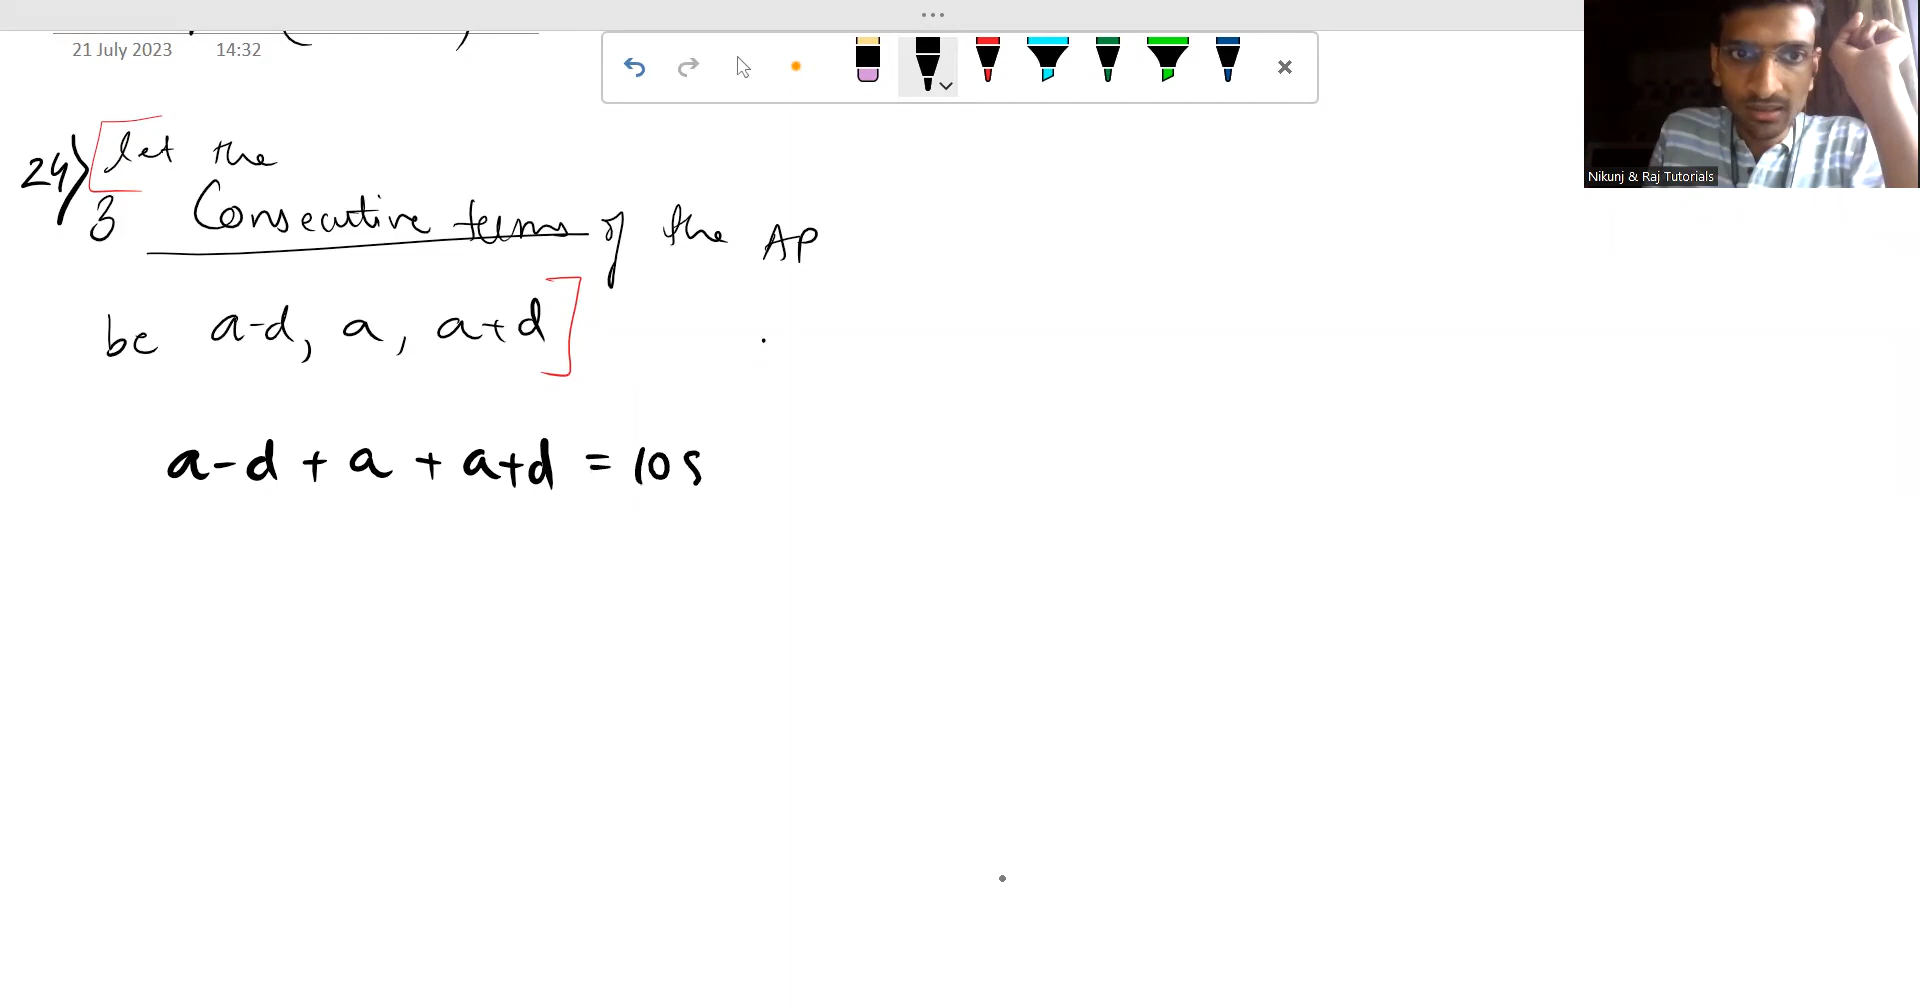 21 July 2023 14:32
Nikunj & Raj Tutorials
24) let the
3 Consecutive terms of the AP
be a-d, a, a+d
a-d + a + a+d = 105